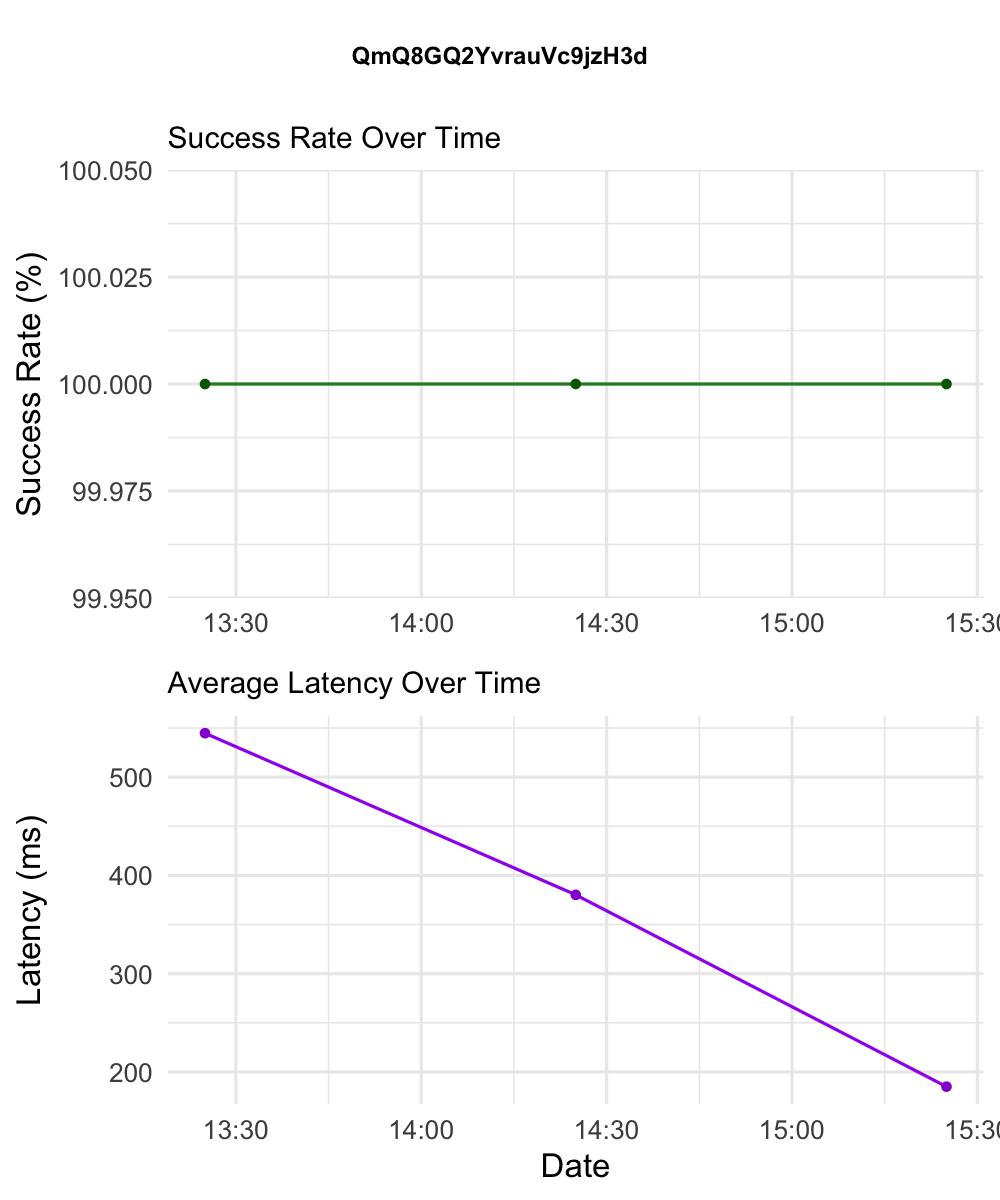 QmQ8GQ2YvrauVc9jzH3d
Success Rate Over Time
Success Rate (%)
100.050
100.025
100.000
99.975
99.950
13:30 14:00 14:30 15:00 15:30
Average Latency Over Time
Latency (ms)
500
400
300
200
13:30 14:00 14:30 15:00 15:30
Date